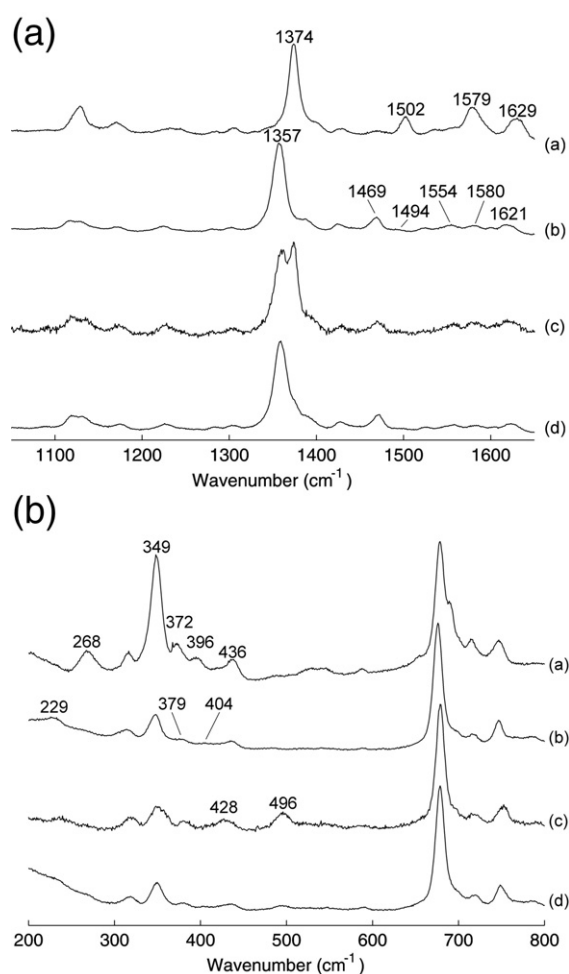 (a)
1374
1502
1579
1629
(a)
1357
1469
1494
1554
1580
1621
(b)
(c)
(d)
1100 1200 1300 1400 1500 1600
Wavenumber (cm-1 )
(b)
349
268
372
396
436
(a)
229
379
404
(b)
428
496
(c)
(d)
200 300 400 500 600 700 800
Wavenumber (cm-1 )